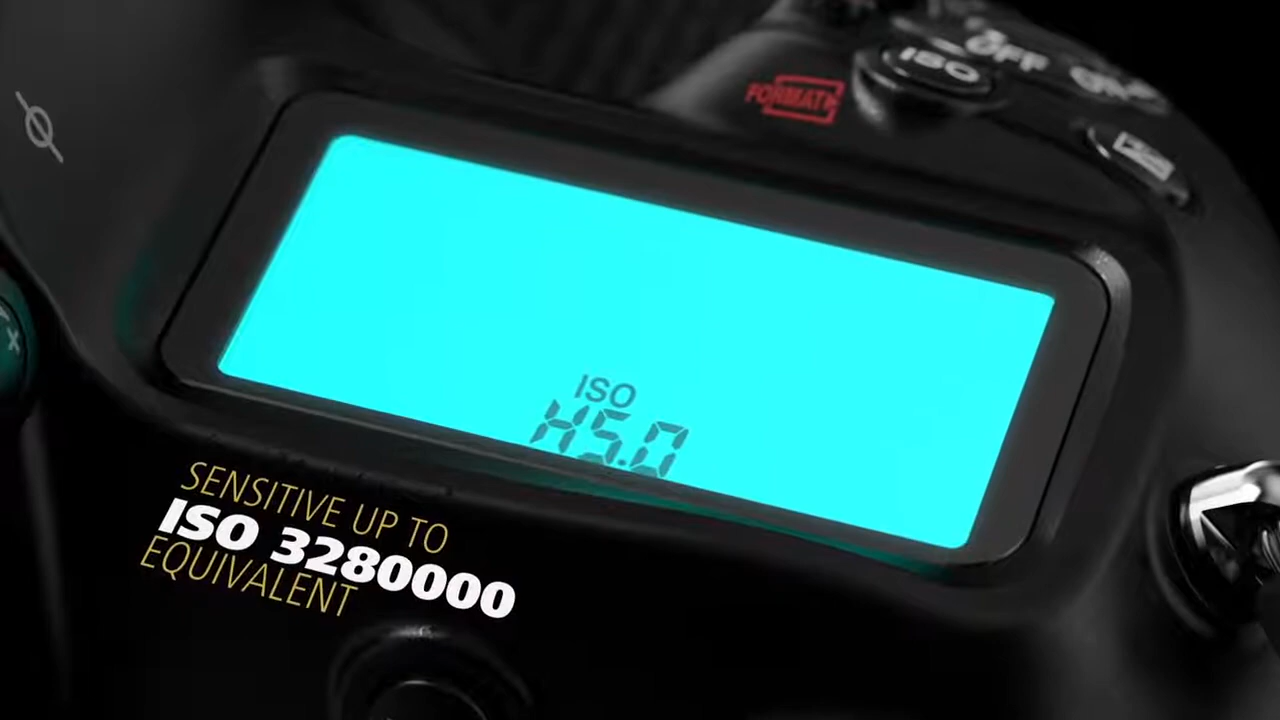 OFF
ISO
FORMAT
ISO
H5.0
SENSITIVE UP TO
ISO 3280000
EQUIVALENT